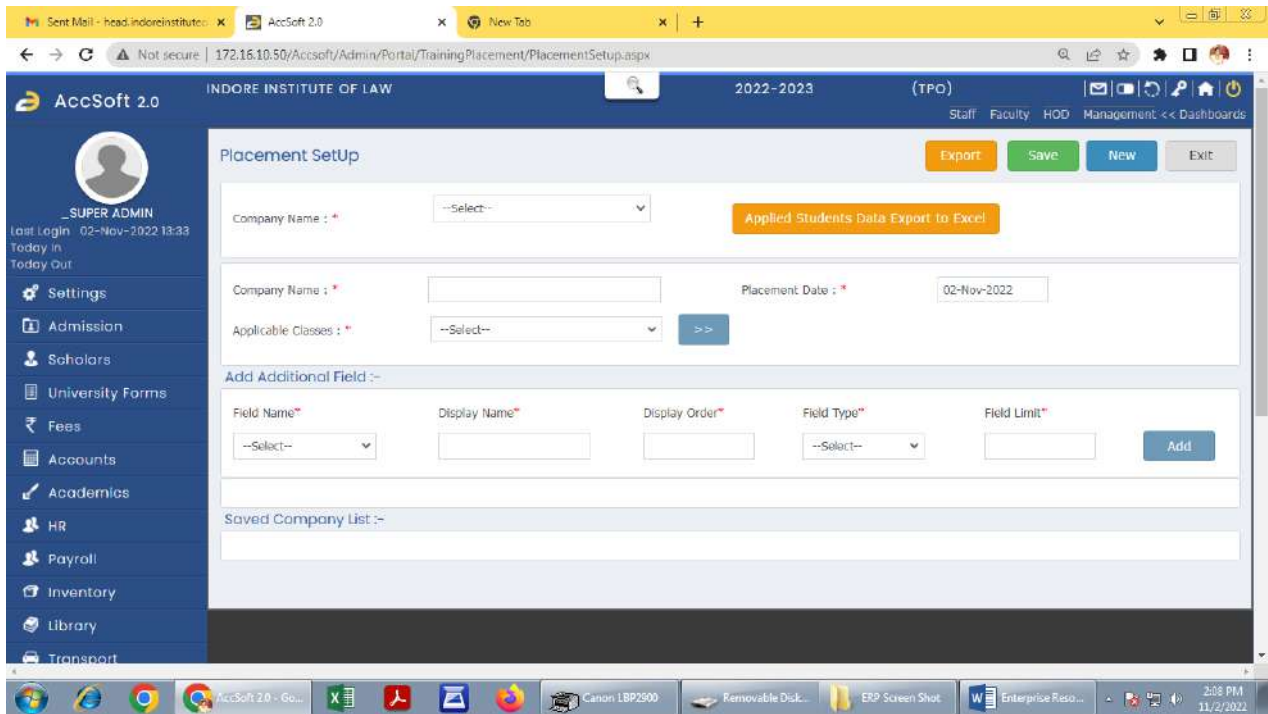 Sent Mail - head.indoreinstituteo
AccSoft 2.0
New Tab
Not secure | 172.16.10.50/Accsoft/Admin/Portal/TrainingPlacement/PlacementSetup.aspx
AccSoft 2.0
INDORE INSTITUTE OF LAW
2022-2023
(TPO)
Staff Faculty HOD Management << Dashboards
_SUPER ADMIN
Last Login 02-Nov-2022 13:33
Today In
Today Out
Settings
Admission
Scholars
University Forms
Fees
Accounts
Academics
HR
Payroll
Inventory
Library
Transport
Placement SetUp
Export Save New Exit
Company Name : * --Select-- Applied Students Data Export to Excel
Company Name : * Placement Date : * 02-Nov-2022
Applicable Classes : * --Select-- >>
Add Additional Field :-
Field Name* Display Name* Display Order* Field Type* Field Limit*
--Select-- --Select-- Add
Saved Company List :-
AccSoft 2.0 - Go...
Canon LBP2900
Removable Disk...
ERP Screen Shot
Enterprise Reso...
2:08 PM
11/2/2022